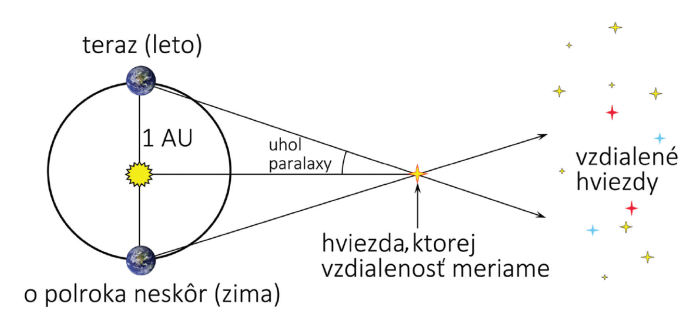 teraz (leto)
1 AU
uhol
paralaxy
vzdialené
hviezdy
hviezda, ktorej
vzdialenosť meriame
o polroka neskôr (zima)